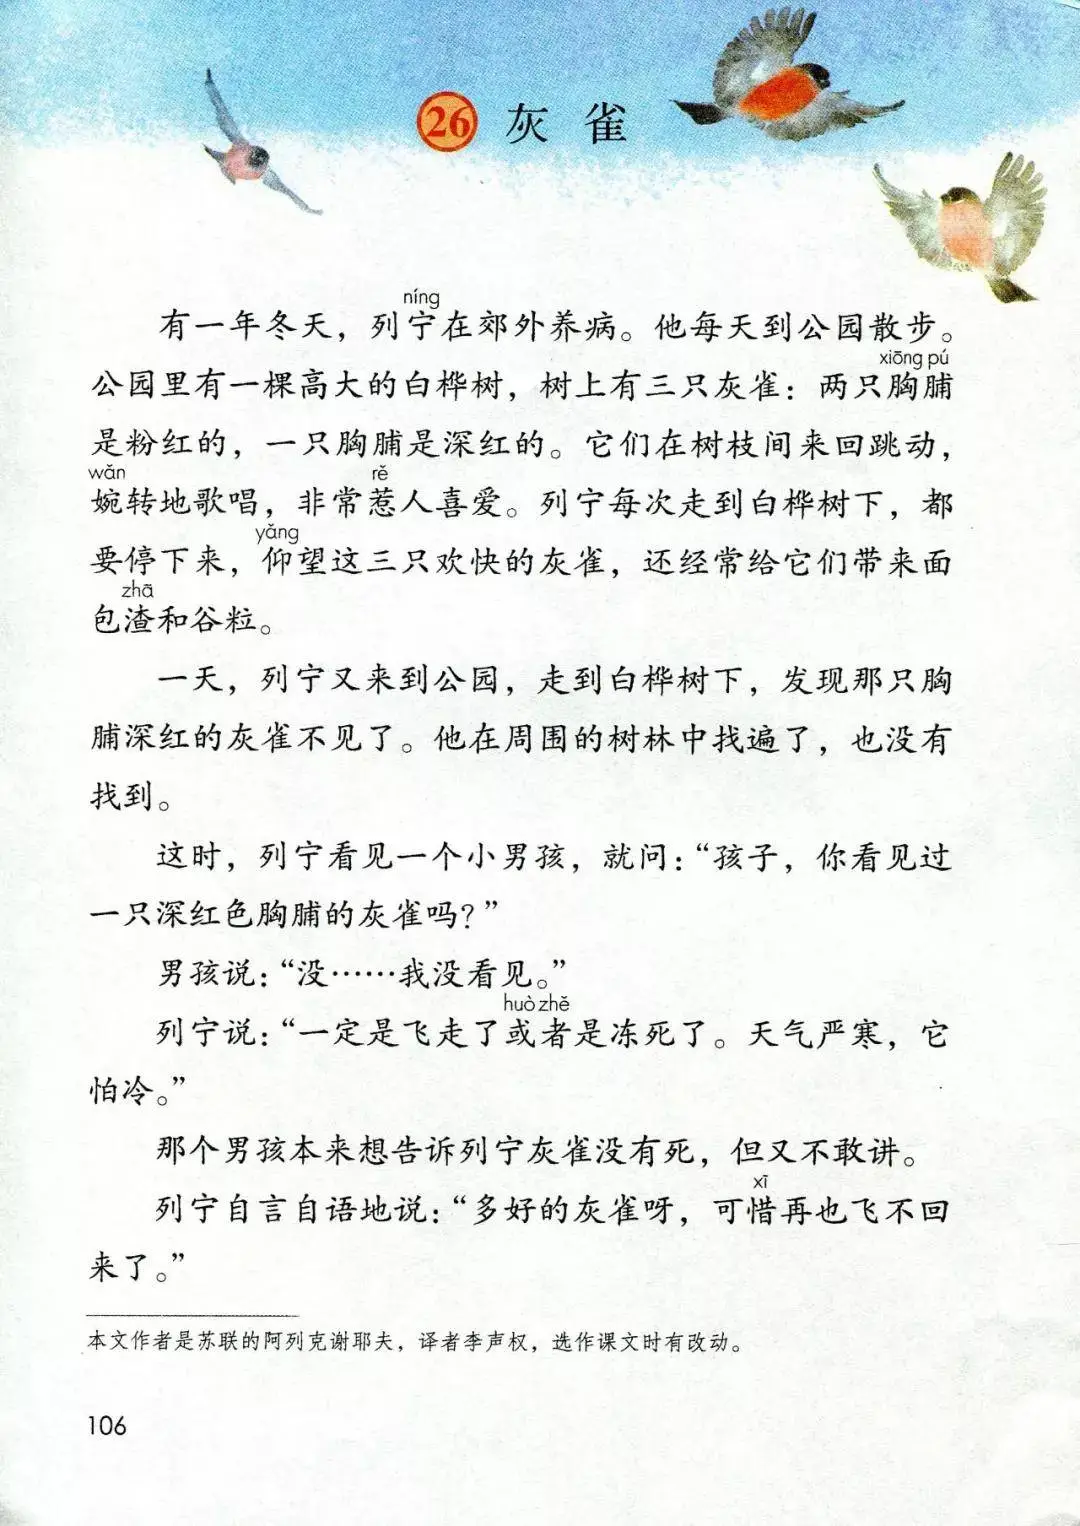 26 灰雀
níng
有一年冬天，列宁在郊外养病。他每天到公园散步。
xiōng pú
公园里有一棵高大的白桦树，树上有三只灰雀：两只胸脯
是粉红的，一只胸脯是深红的。它们在树枝间来回跳动，
wǎn rě
婉转地歌唱，非常惹人喜爱。列宁每次走到白桦树下，都
yǎng
要停下来，仰望这三只欢快的灰雀，还经常给它们带来面
zhā
包渣和谷粒。
一天，列宁又来到公园，走到白桦树下，发现那只胸
脯深红的灰雀不见了。他在周围的树林中找遍了，也没有
找到。
这时，列宁看见一个小男孩，就问：“孩子，你看见过
一只深红色胸脯的灰雀吗？”
男孩说：“没……我没看见。”
huò zhě
列宁说：“一定是飞走了或者是冻死了。天气严寒，它
怕冷。”
那个男孩本来想告诉列宁灰雀没有死，但又不敢讲。
xī
列宁自言自语地说：“多好的灰雀呀，可惜再也飞不回
来了。”
本文作者是苏联的阿列克谢耶夫，译者李声权，选作课文时有改动。
106